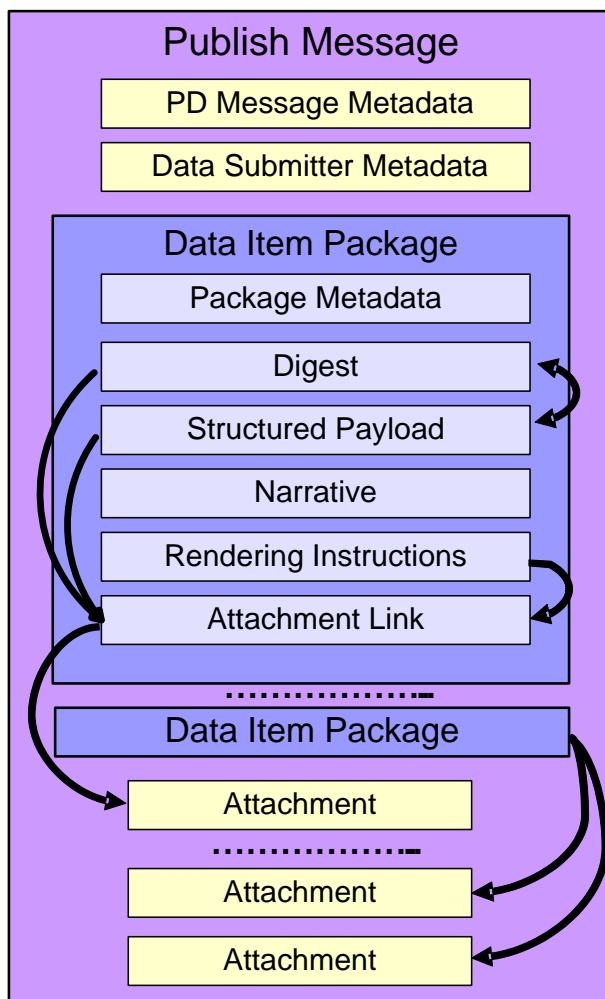 Publish Message
PD Message Metadata
Data Submitter Metadata
Data Item Package
Package Metadata
Digest
Structured Payload
Narrative
Rendering Instructions
Attachment Link
Data Item Package
Attachment
Attachment
Attachment